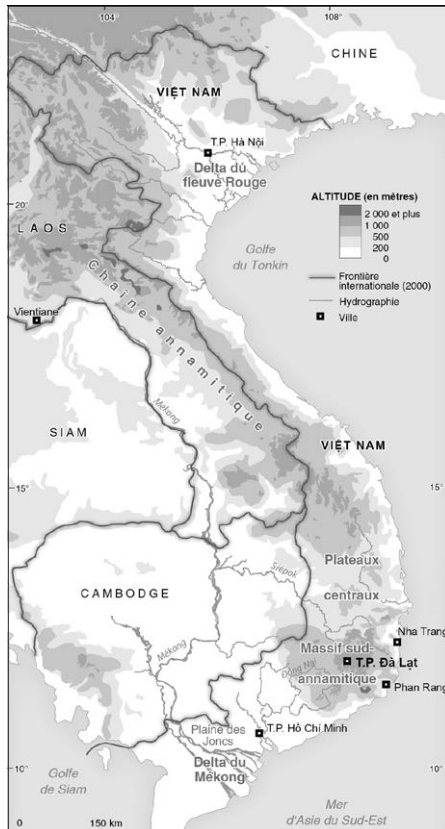 104°
108°
CHINE
VIỆT NAM
T.P. Hà Nội
Delta du
fleuve Rouge
ALTITUDE (en mètres)
2 000 et plus
1 000
500
200
0
20°
LAOS
Golfe
du Tonkin
Frontière
internationale (2000)
Hydrographie
Ville
Vientiane
Chaîne annamitique
Mékong
SIAM
VIỆT NAM
15°
15°
Plateaux
centraux
Srépok
CAMBODGE
Nha Trang
Mékong
Massif sud-
annamitique
T.P. Đà Lạt
Đồng Nai
Phan Rang
Plaine des
Joncs
T.P. Hồ Chí Minh
Delta du
Mékong
10°
10°
Golfe
de Siam
Mer
d'Asie du Sud-Est
0 150 km